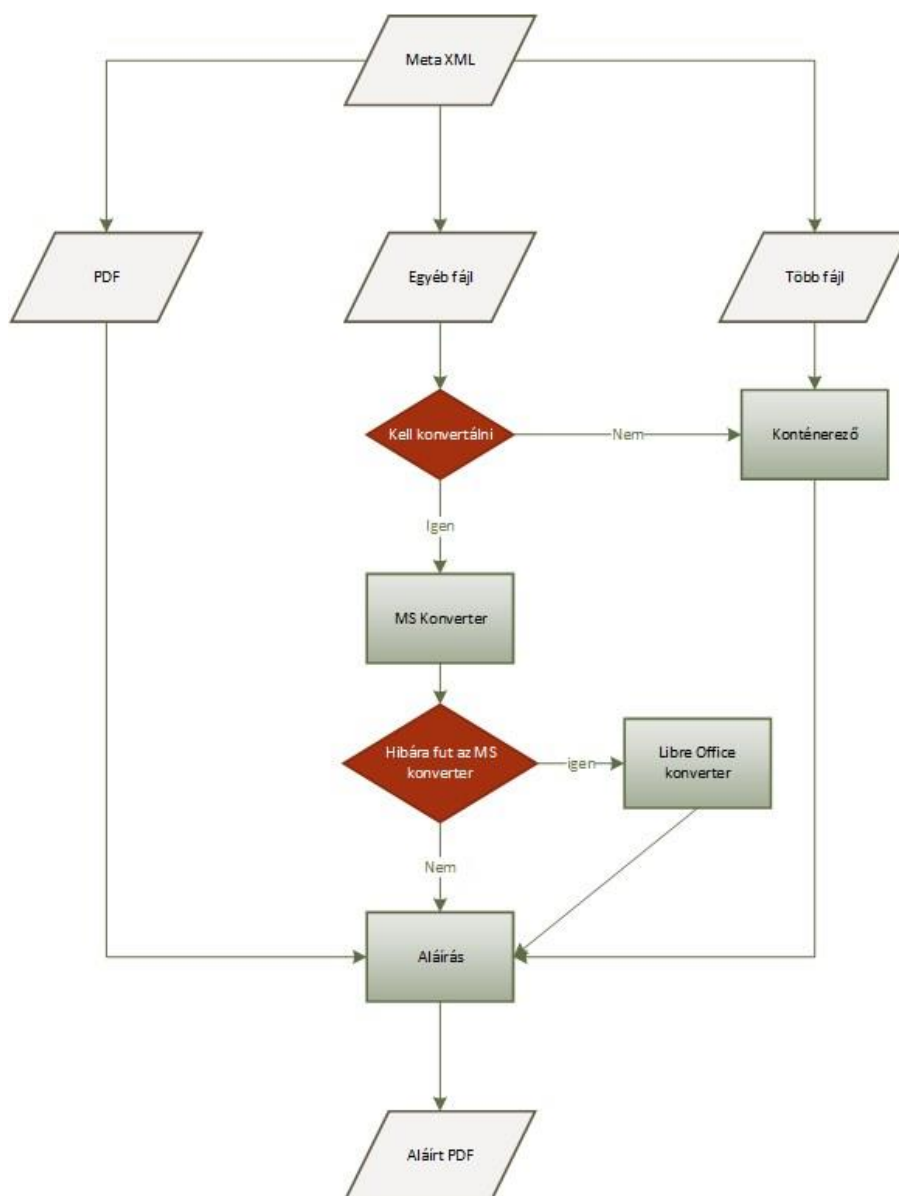 Meta XML
PDF
Egyéb fájl
Több fájl
Kell konvertálni
Nem
Konténerező
Igen
MS Konverter
Hibára fut az MS
konverter
igen
Libre Office
konverter
Nem
Aláírás
Aláírt PDF